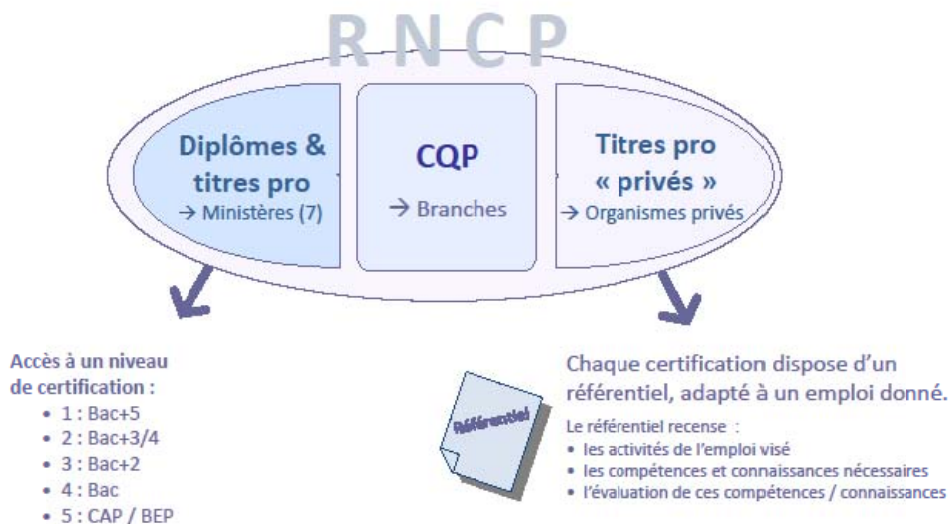 RNCP
Diplômes &
titres pro
→ Ministères (7)
CQP
→ Branches
Titres pro
« privés »
→ Organismes privés
Accès à un niveau
de certification :
• 1 : Bac+5
• 2 : Bac+3/4
• 3 : Bac+2
• 4 : Bac
• 5 : CAP / BEP
Référentiel
Chaque certification dispose d'un
référentiel, adapté à un emploi donné.
Le référentiel recense :
• les activités de l'emploi visé
• les compétences et connaissances nécessaires
• l'évaluation de ces compétences / connaissances